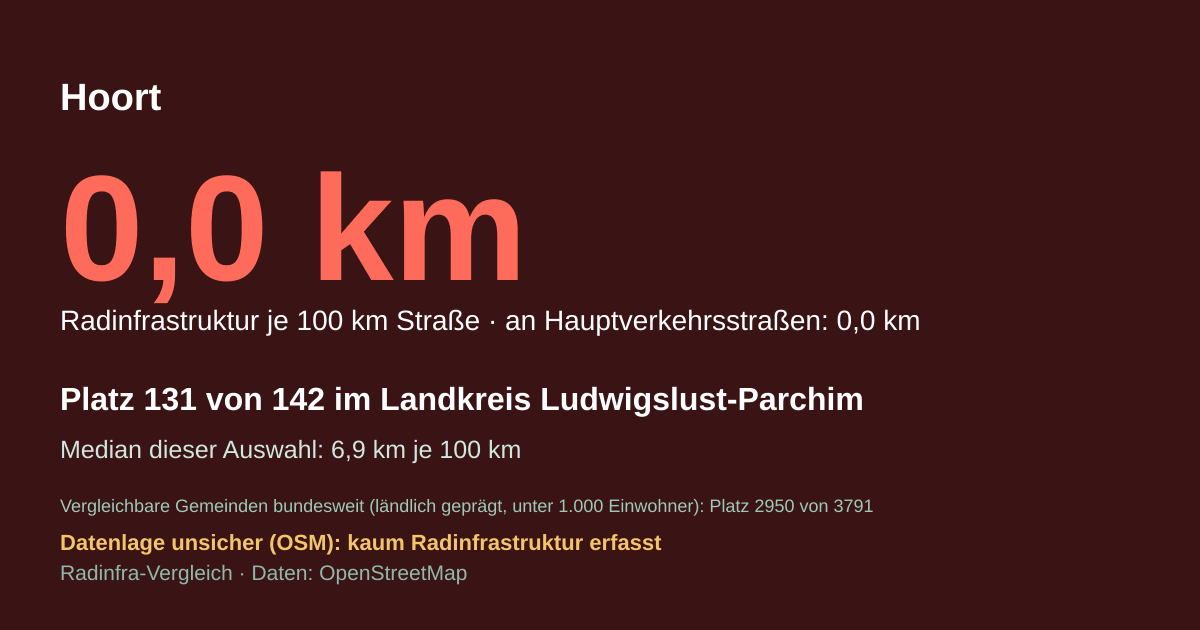 Hoort
0,0 km
Radinfrastruktur je 100 km Straße · an Hauptverkehrsstraßen: 0,0 km
Platz 131 von 142 im Landkreis Ludwigslust-Parchim
Median dieser Auswahl: 6,9 km je 100 km
Vergleichbare Gemeinden bundesweit (ländlich geprägt, unter 1.000 Einwohner): Platz 2950 von 3791
Datenlage unsicher (OSM): kaum Radinfrastruktur erfasst
Radinfra-Vergleich · Daten: OpenStreetMap